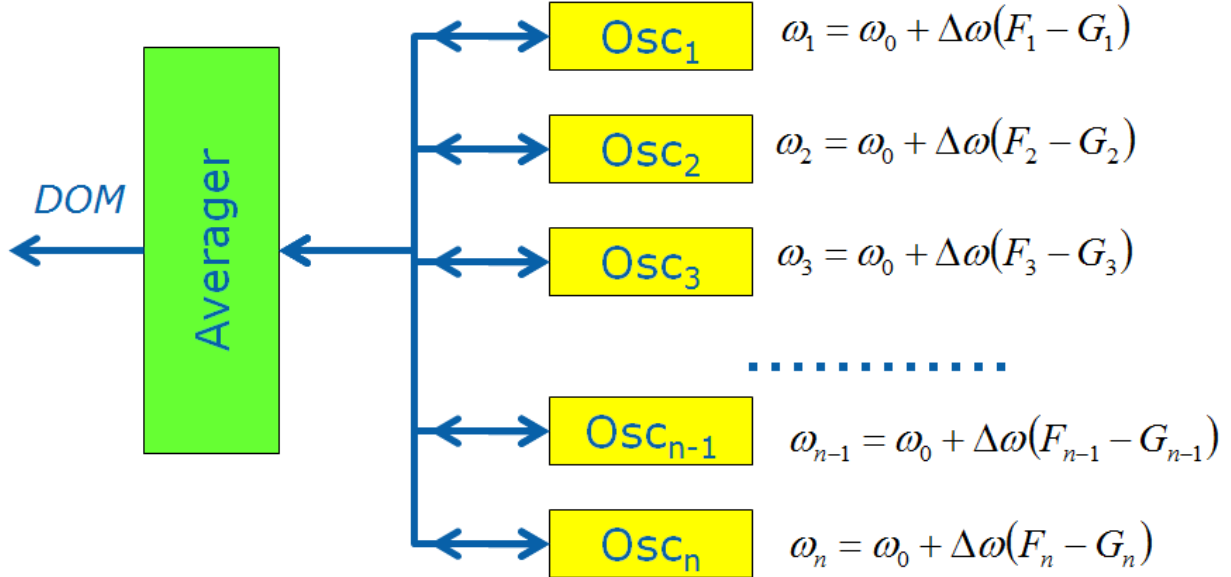 Osc₁ ω₁ = ω₀ + Δω(F₁ − G₁)
Osc₂ ω₂ = ω₀ + Δω(F₂ − G₂)
DOM
Averager
Osc₃ ω₃ = ω₀ + Δω(F₃ − G₃)
Oscₙ₋₁ ωₙ₋₁ = ω₀ + Δω(Fₙ₋₁ − Gₙ₋₁)
Oscₙ ωₙ = ω₀ + Δω(Fₙ − Gₙ)